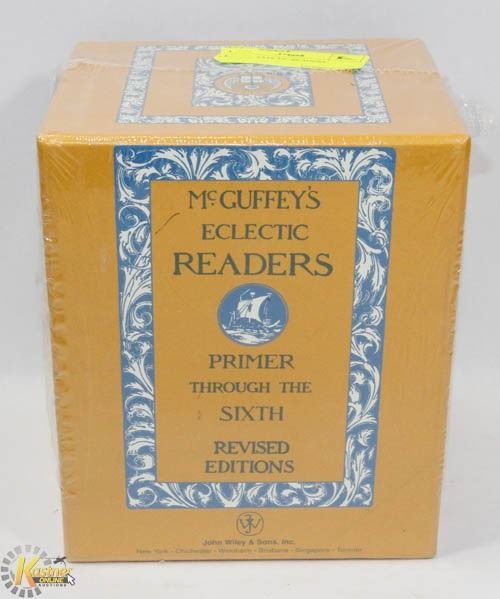 McGUFFEY'S
ECLECTIC
READERS
PRIMER
THROUGH THE
SIXTH
REVISED
EDITIONS
John Wiley & Sons, Inc.
New York - Chichester - Weinheim - Brisbane - Singapore - Toronto
Kastner
ONLINE
AUCTIONS